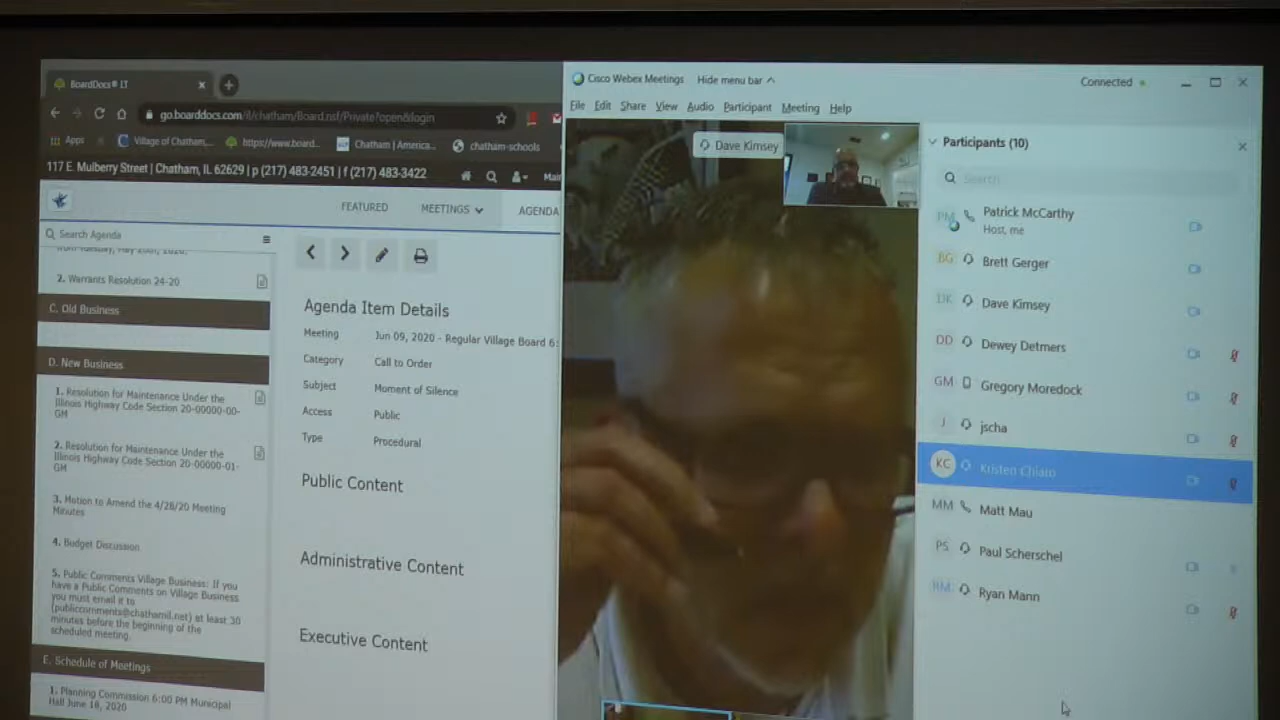 BoardDocs® LT
go.boarddocs.com/il/chatham/Board.nsf/Private?open&login
Apps
Village of Chatham,...
https://www.board...
Chatham | America...
chatham-schools
117 E. Mulberry Street | Chatham, IL 62629 | p (217) 483-2451 | f (217) 483-3422
FEATURED
MEETINGS
AGENDA
Search Agenda
2. Warrants Resolution 24-20
C. Old Business
D. New Business
1. Resolution for Maintenance Under the
Illinois Highway Code Section 20-00000-00-
GM
2. Resolution for Maintenance Under the
Illinois Highway Code Section 20-00000-01-
GM
3. Motion to Amend the 4/28/20 Meeting
Minutes
4. Budget Discussion
5. Public Comments Village Business: If you
have a Public Comments on Village Business
you must email it to
(publiccomments@chathamil.net) at least 30
minutes before the beginning of the
scheduled meeting.
E. Schedule of Meetings
1. Planning Commission 6:00 PM Municipal
Hall June 18, 2020
Agenda Item Details
Meeting
Jun 09, 2020 - Regular Village Board 6:
Category
Call to Order
Subject
Moment of Silence
Access
Public
Type
Procedural
Public Content
Administrative Content
Executive Content
Cisco Webex Meetings
Hide menu bar
Connected
File Edit Share View Audio Participant Meeting Help
Dave Kimsey
Participants (10)
Search
PM
Patrick McCarthy
Host, me
BG
Brett Gerger
DK
Dave Kimsey
DD
Dewey Detmers
GM
Gregory Moredock
J
jscha
KC
Kristen Chiaro
MM
Matt Mau
PS
Paul Scherschel
RM
Ryan Mann